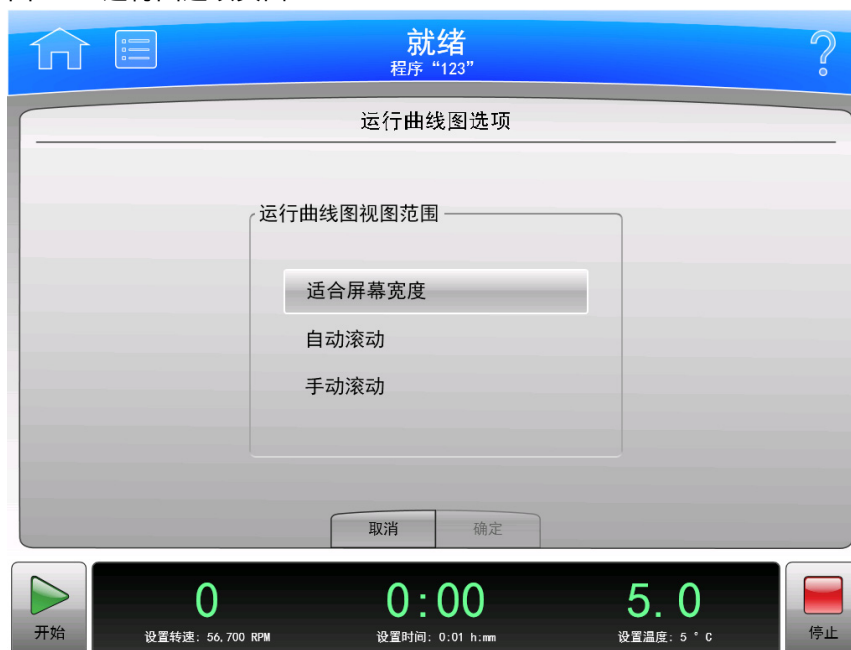 就绪
程序“123”
?
运行曲线图选项
运行曲线图视图范围
适合屏幕宽度
自动滚动
手动滚动
取消
确定
开始
0
设置转速: 56,700 RPM
0:00
设置时间: 0:01 h:mm
5.0
设置温度: 5 °C
停止